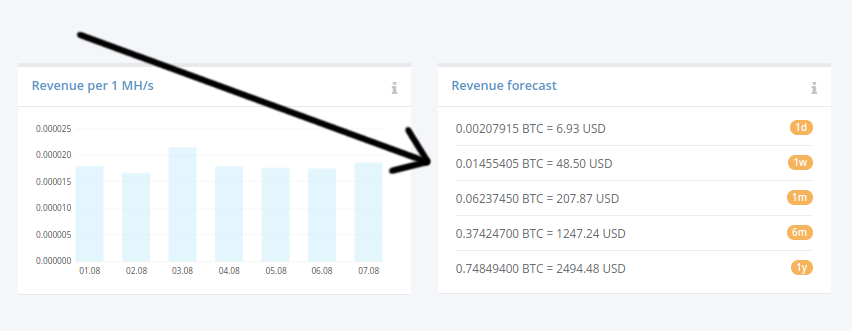 Revenue per 1 MH/s
0.000025
0.000020
0.000015
0.000010
0.000005
0.000000
01.08 02.08 03.08 04.08 05.08 06.08 07.08
Revenue forecast
0.00207915 BTC = 6.93 USD 1d
0.01455405 BTC = 48.50 USD 1w
0.06237450 BTC = 207.87 USD 1m
0.37424700 BTC = 1247.24 USD 6m
0.74849400 BTC = 2494.48 USD 1y